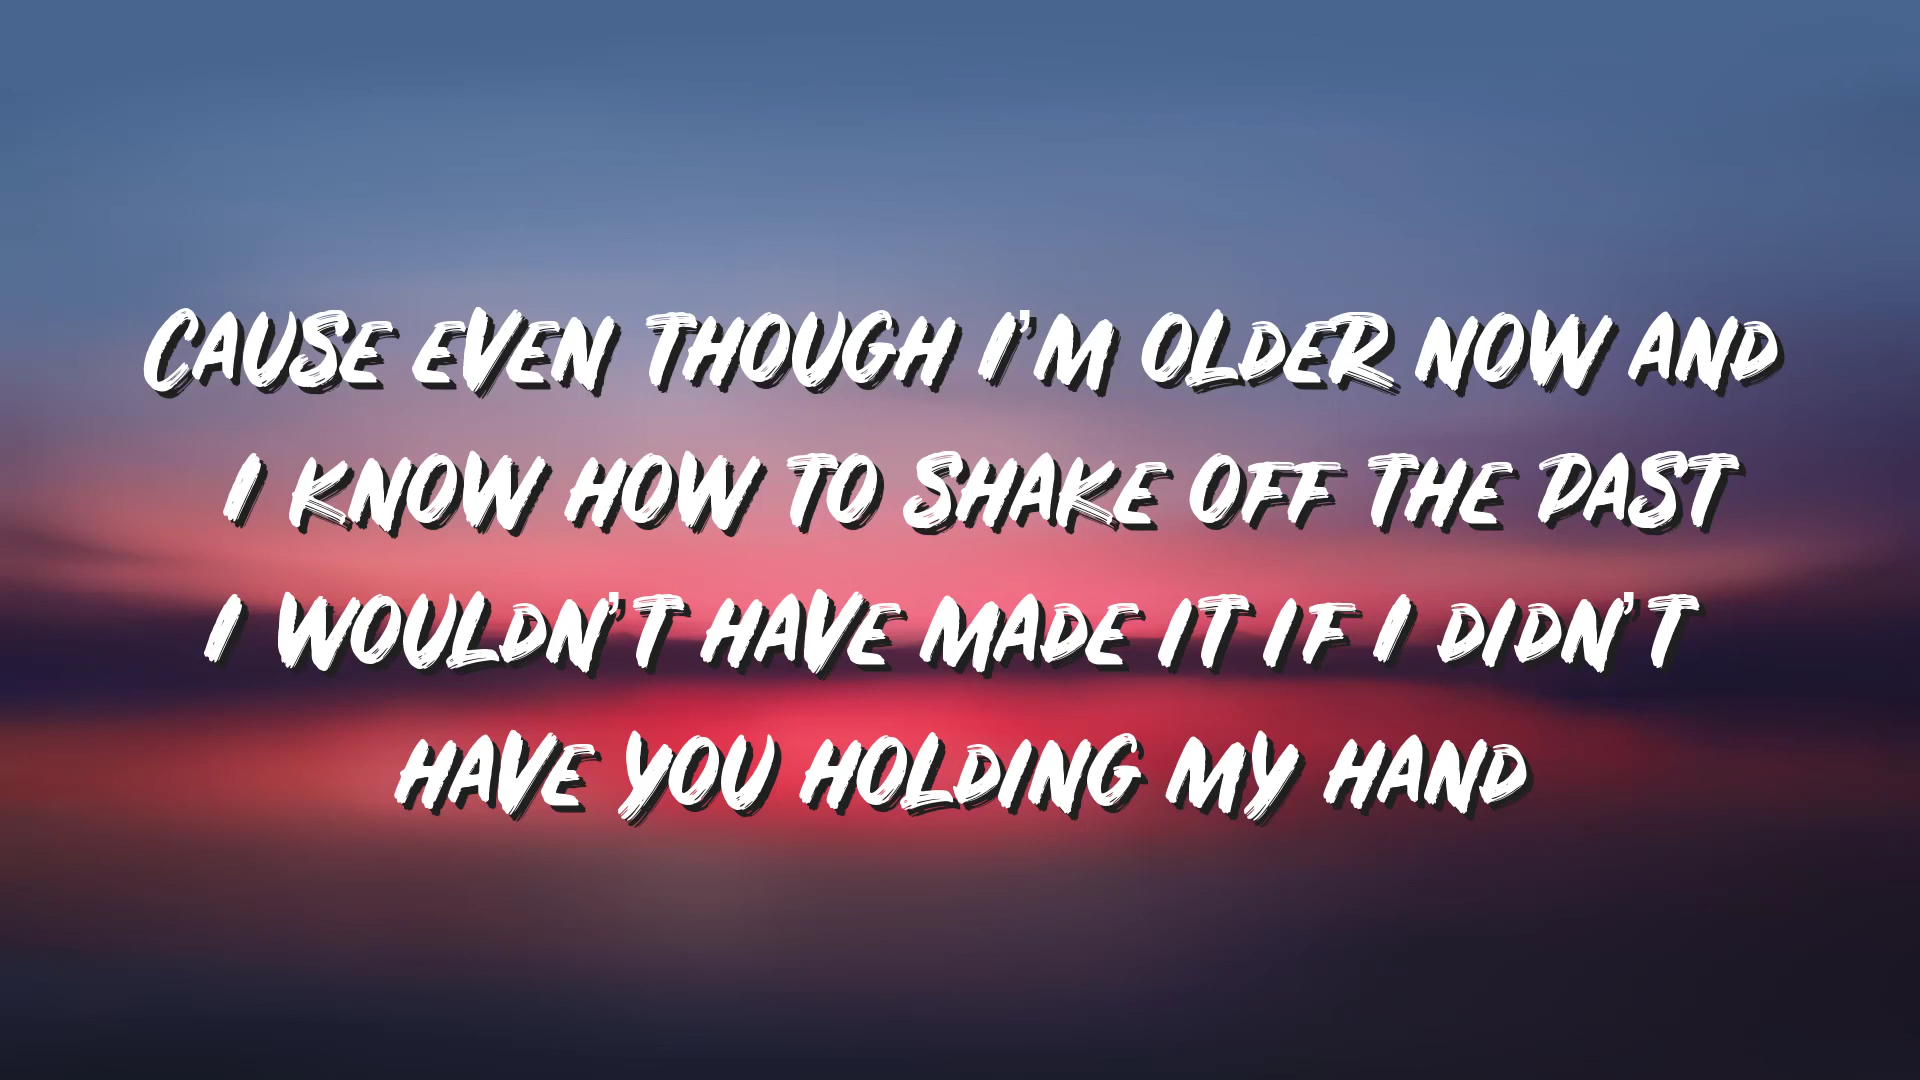 CAUSE EVEN THOUGH I'M OLDER NOW AND
I KNOW HOW TO SHAKE OFF THE PAST
I WOULDN'T HAVE MADE IT IF I DIDN'T
HAVE YOU HOLDING MY HAND